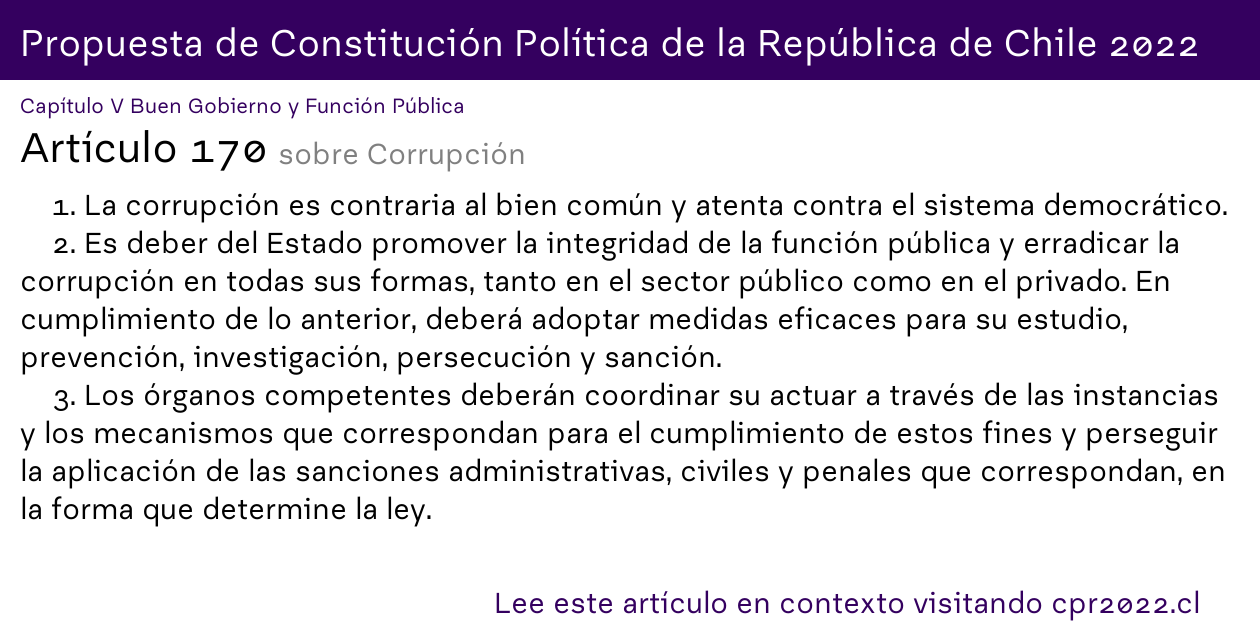 Propuesta de Constitución Política de la República de Chile 2022
Capítulo V Buen Gobierno y Función Pública
Artículo 170 sobre Corrupción
1. La corrupción es contraria al bien común y atenta contra el sistema democrático.
2. Es deber del Estado promover la integridad de la función pública y erradicar la
corrupción en todas sus formas, tanto en el sector público como en el privado. En
cumplimiento de lo anterior, deberá adoptar medidas eficaces para su estudio,
prevención, investigación, persecución y sanción.
3. Los órganos competentes deberán coordinar su actuar a través de las instancias
y los mecanismos que correspondan para el cumplimiento de estos fines y perseguir
la aplicación de las sanciones administrativas, civiles y penales que correspondan, en
la forma que determine la ley.
Lee este artículo en contexto visitando cpr2022.cl